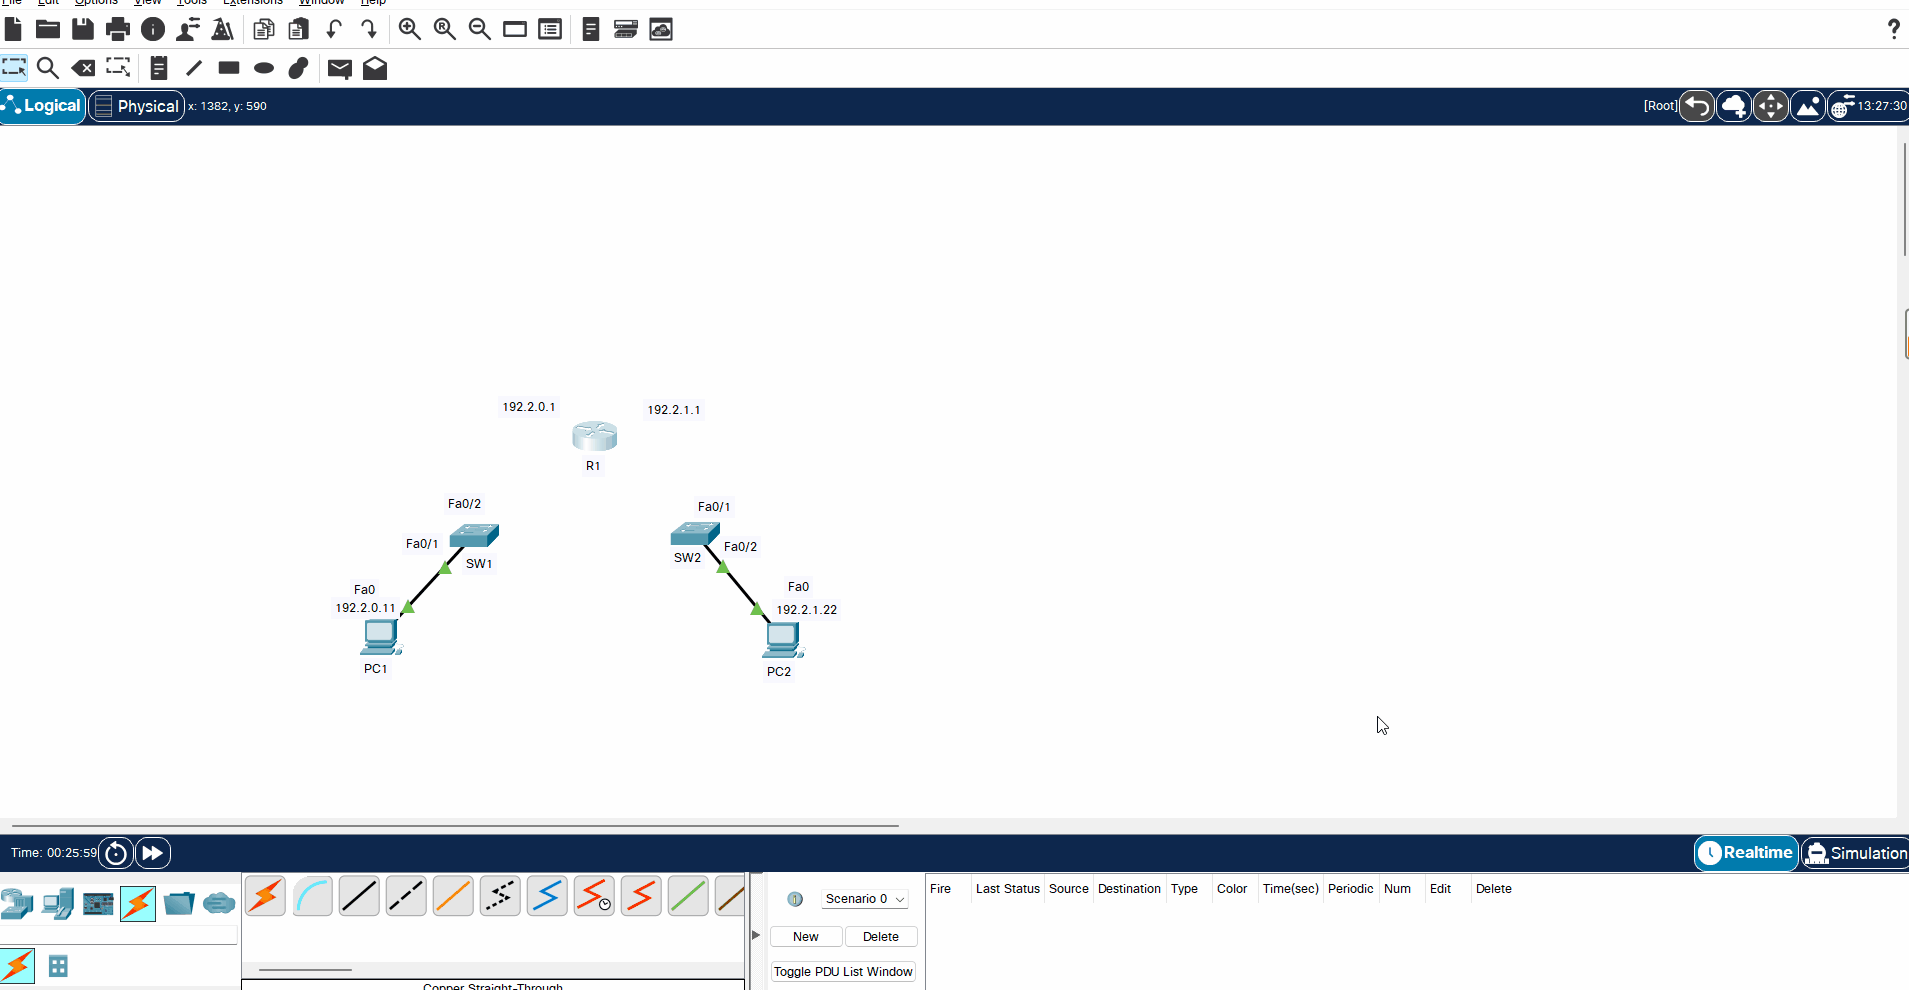 File Edit Options View Tools Extensions Window Help
?
Logical Physical x: 1382, y: 590 [Root] 13:27:30
192.2.0.1 192.2.1.1
R1
Fa0/2 Fa0/1
Fa0/1 Fa0/2
SW1 SW2
Fa0 Fa0
192.2.0.11 192.2.1.22
PC1 PC2
Time: 00:25:59 Realtime Simulation
Scenario 0 Fire Last Status Source Destination Type Color Time(sec) Periodic Num Edit Delete
New Delete
Toggle PDU List Window
Copper Straight-Through